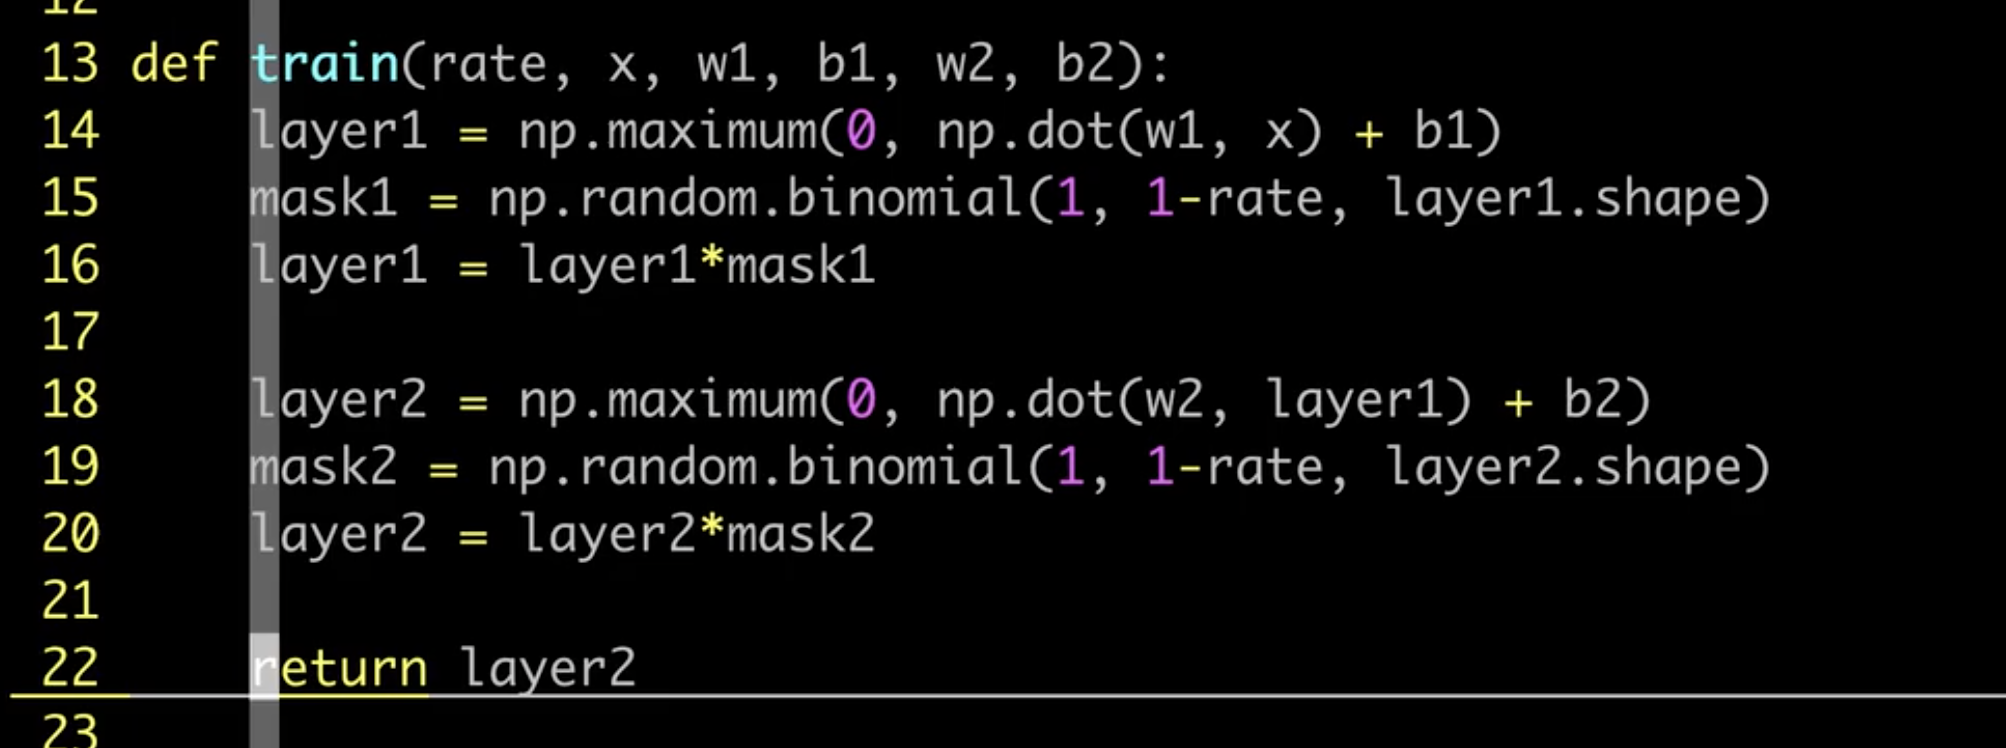 12
13 def train(rate, x, w1, b1, w2, b2):
14 layer1 = np.maximum(0, np.dot(w1, x) + b1)
15 mask1 = np.random.binomial(1, 1-rate, layer1.shape)
16 layer1 = layer1*mask1
17
18 layer2 = np.maximum(0, np.dot(w2, layer1) + b2)
19 mask2 = np.random.binomial(1, 1-rate, layer2.shape)
20 layer2 = layer2*mask2
21
22 return layer2
23